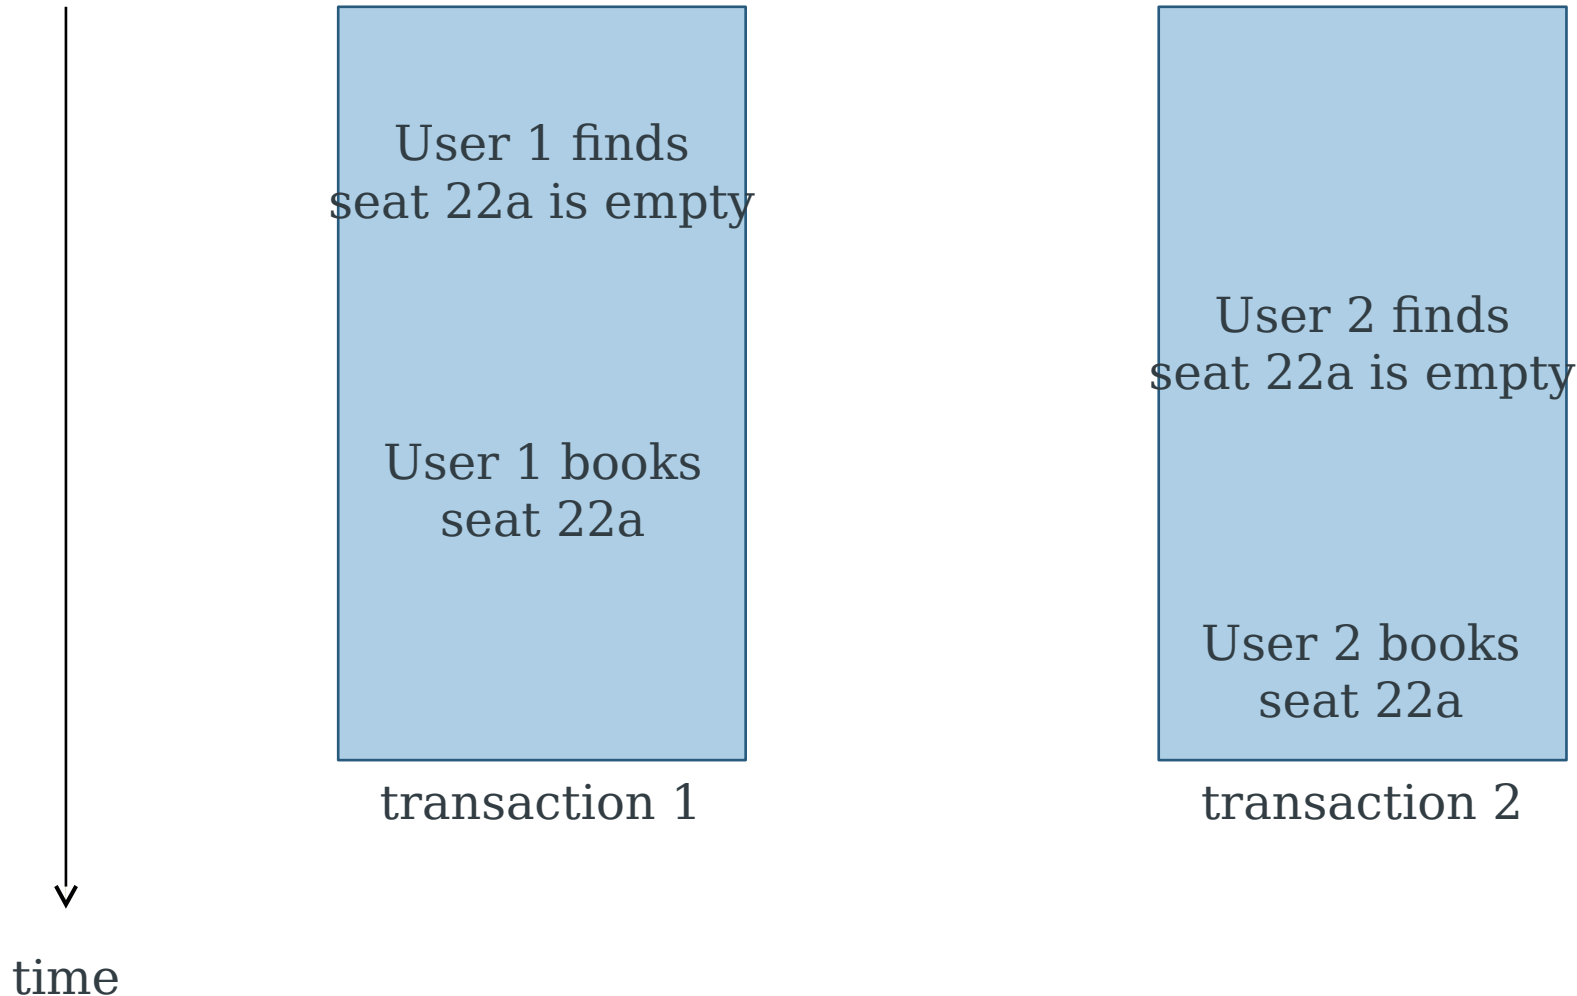 User 1 finds
seat 22a is empty
User 1 books
seat 22a
transaction 1
User 2 finds
seat 22a is empty
User 2 books
seat 22a
transaction 2
time